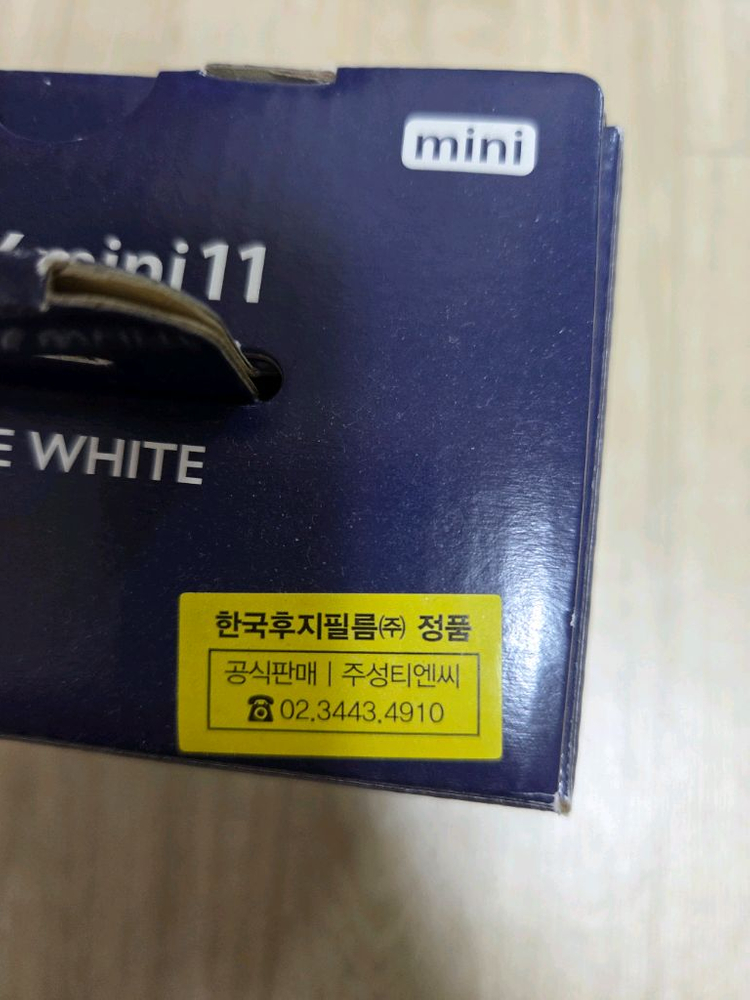 mini
mini 11
WHITE
한국후지필름㈜ 정품
공식판매 | 주성티엔씨
☎ 02.3443.4910